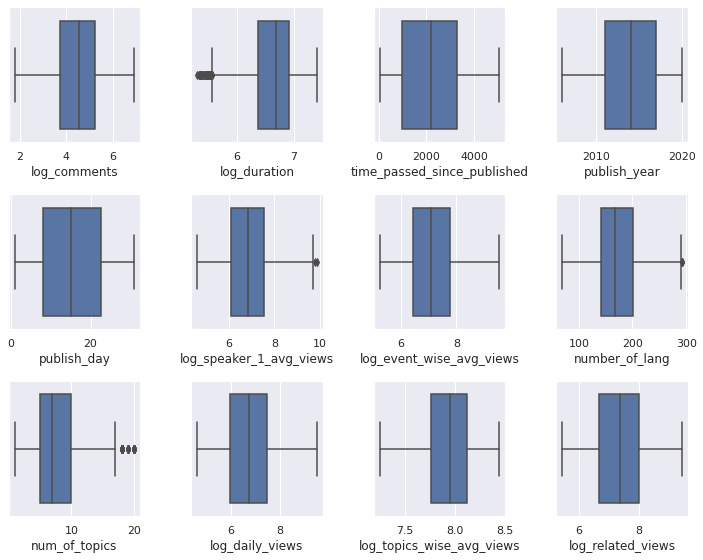 2 4 6
log_comments
6 7
log_duration
0 2000 4000
time_passed_since_published
2010 2020
publish_year
0 20
publish_day
6 8 10
log_speaker_1_avg_views
6 8
log_event_wise_avg_views
100 200 300
number_of_lang
10 20
num_of_topics
6 8
log_daily_views
7.5 8.0 8.5
log_topics_wise_avg_views
6 8
log_related_views